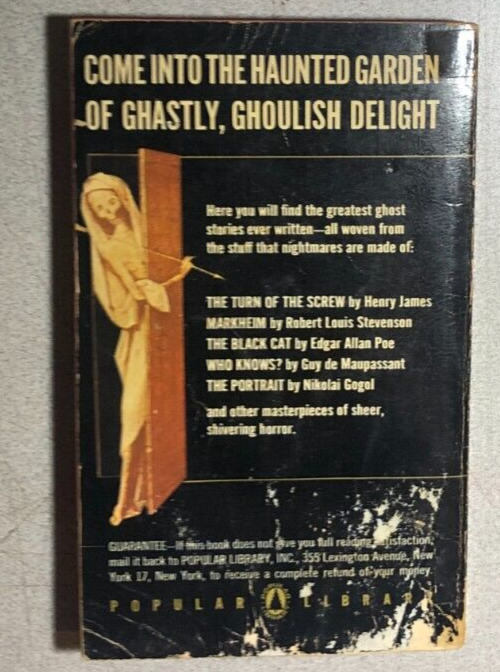 COME INTO THE HAUNTED GARDEN
OF GHASTLY, GHOULISH DELIGHT
Here you will find the greatest ghost
stories ever written—all woven from
the stuff that nightmares are made of:
THE TURN OF THE SCREW by Henry James
MARKHEIM by Robert Louis Stevenson
THE BLACK CAT by Edgar Allan Poe
WHO KNOWS? by Guy de Maupassant
THE PORTRAIT by Nikolai Gogol
and other masterpieces of sheer,
shivering horror.
GUARANTEE—If this book does not give you full reading satisfaction,
mail it back to POPULAR LIBRARY, INC., 355 Lexington Avenue, New
York 17, New York, to receive a complete refund of your money.
POPULAR LIBRARY